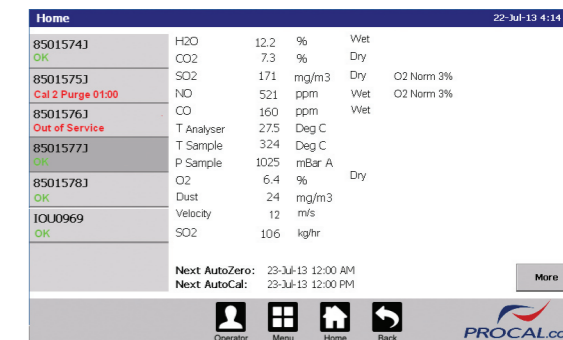 Home 22-Jul-13 4:14
8501574J
OK
8501575J
Cal 2 Purge 01:00
8501576J
Out of Service
8501577J
OK
8501578J
OK
IOU0969
OK
H2O 12.2 % Wet
CO2 7.3 % Dry
SO2 171 mg/m3 Dry O2 Norm 3%
NO 521 ppm Wet O2 Norm 3%
CO 160 ppm Wet
T Analyser 27.5 Deg C
T Sample 324 Deg C
P Sample 1025 mBar A
O2 6.4 % Dry
Dust 24 mg/m3
Velocity 12 m/s
SO2 106 kg/hr
Next AutoZero: 23-Jul-13 12:00 AM
Next AutoCal: 23-Jul-13 12:00 PM
More
Operator Menu Home Back
PROCAL.co